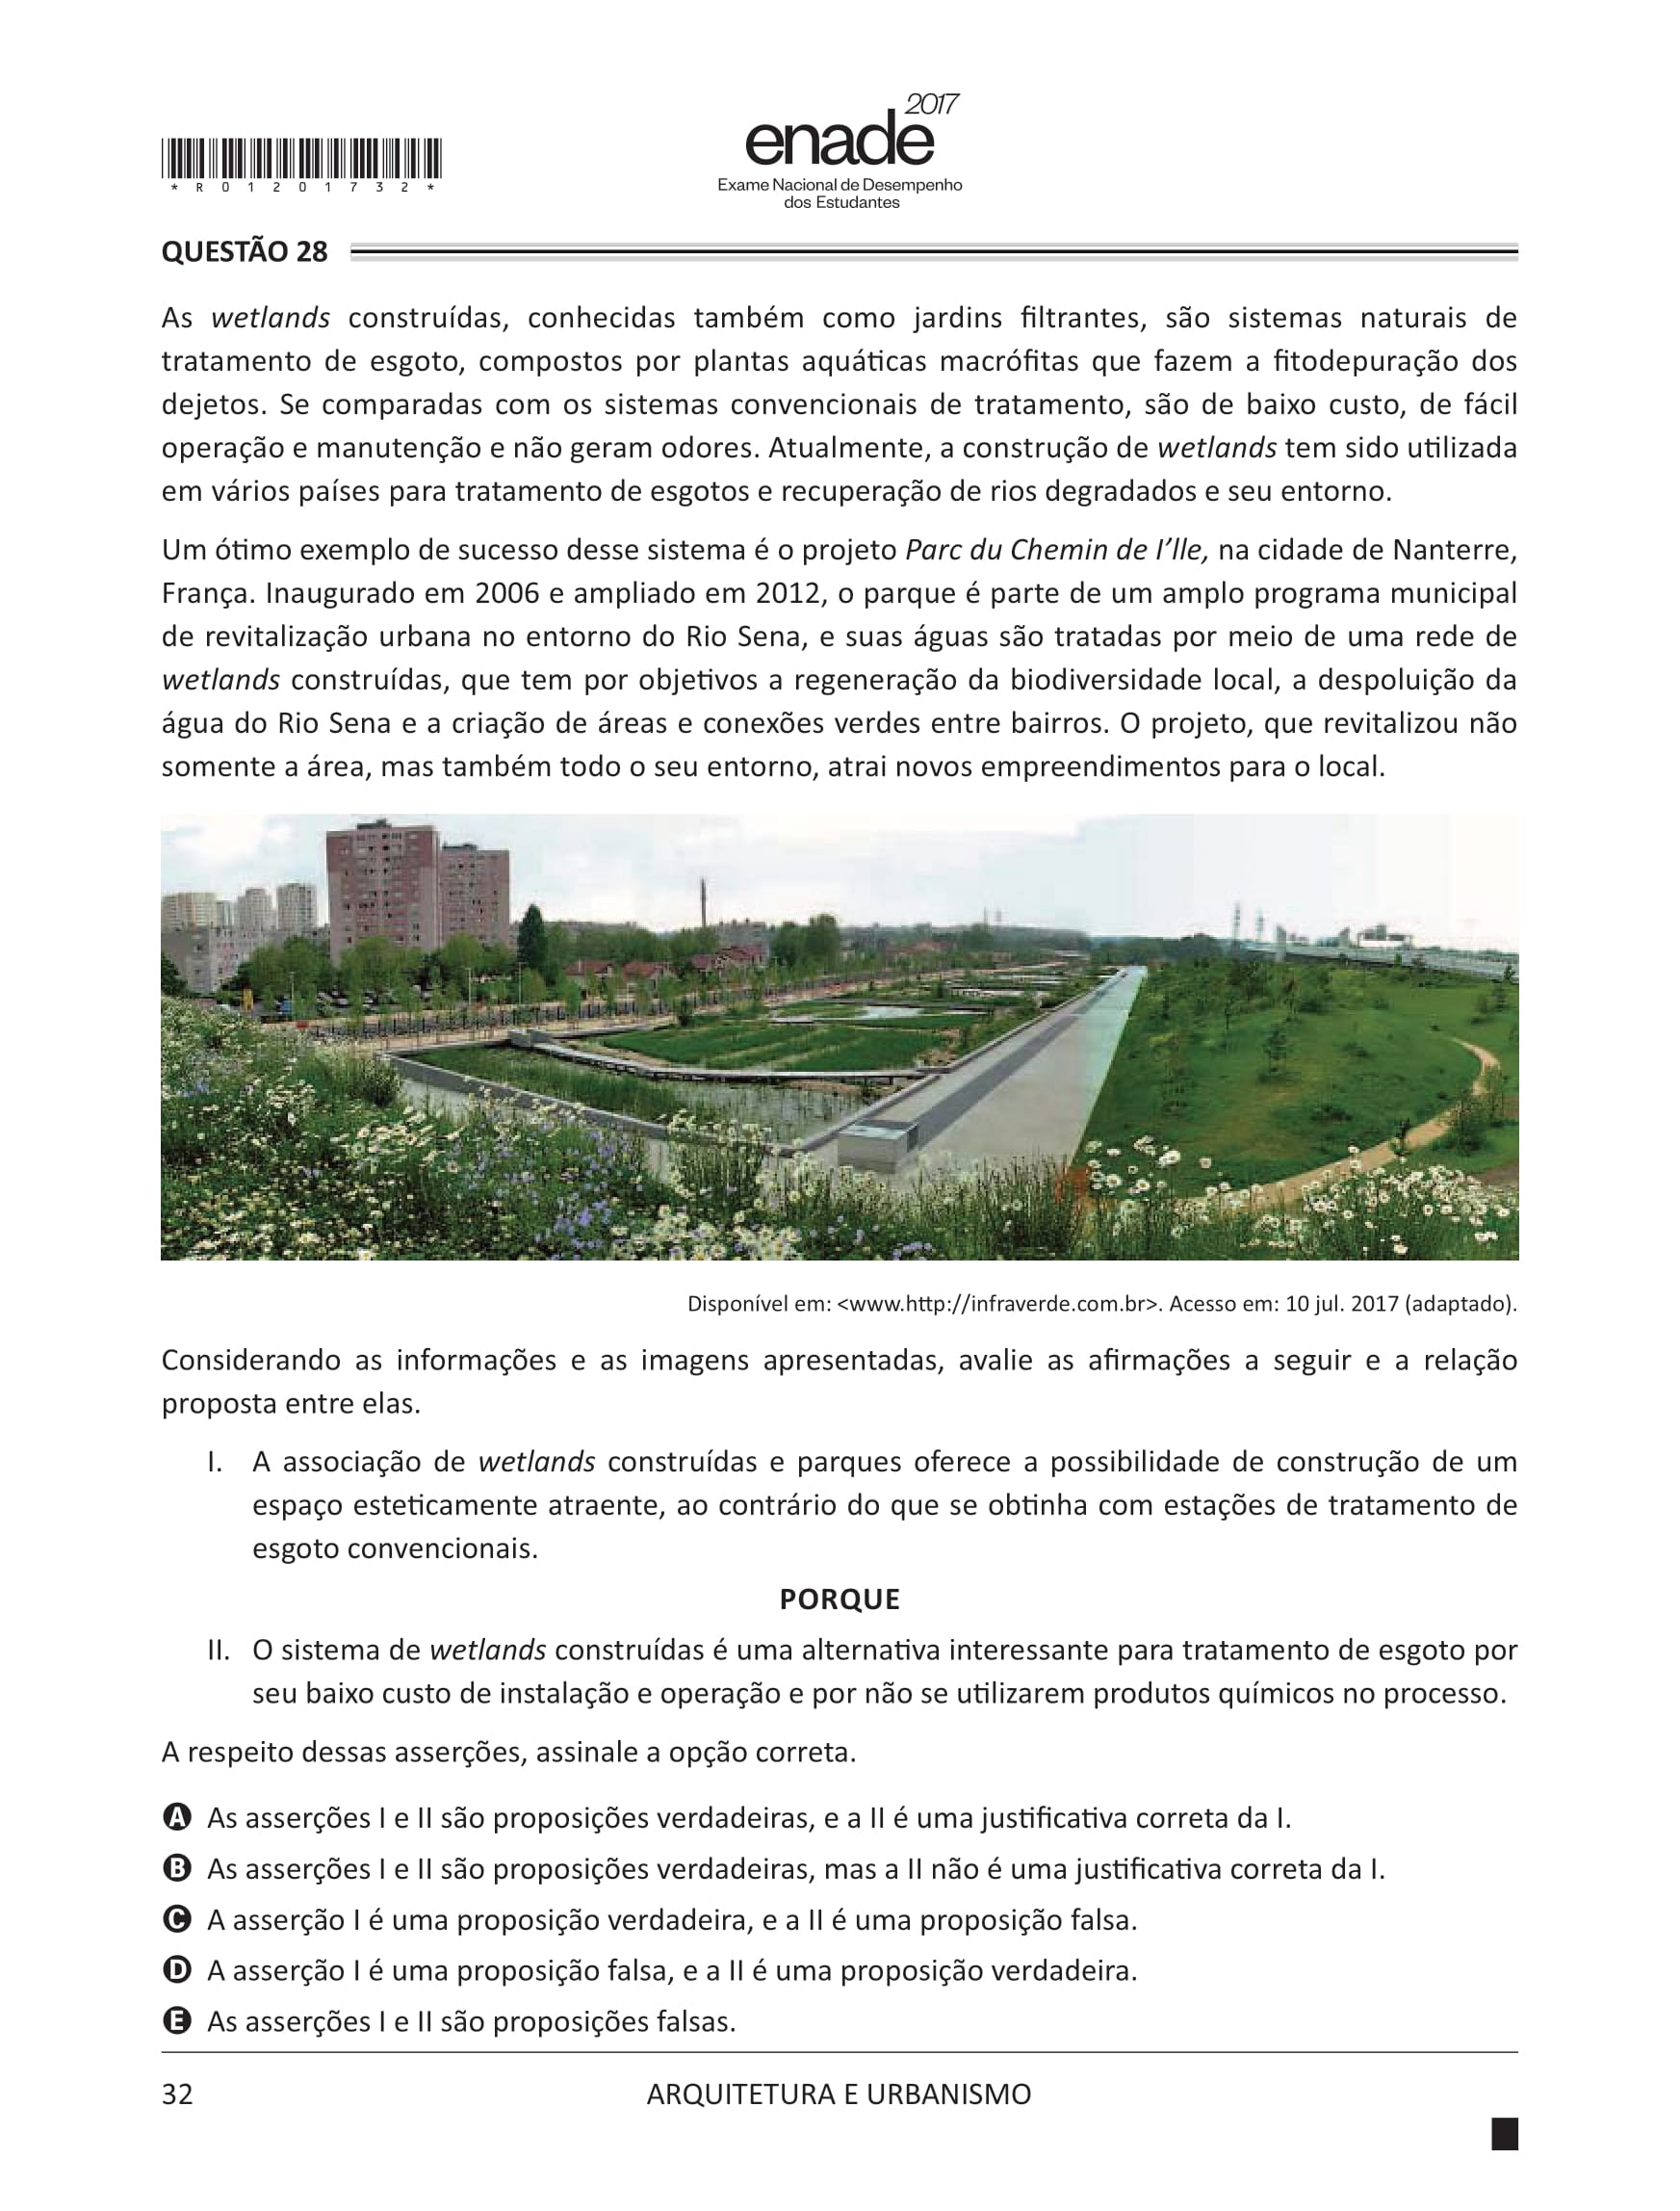 2017
enade
Exame Nacional de Desempenho
dos Estudantes
* R 0 1 2 0 1 7 3 2 *
QUESTÃO 28
As wetlands construídas, conhecidas também como jardins filtrantes, são sistemas naturais de
tratamento de esgoto, compostos por plantas aquáticas macrófitas que fazem a fitodepuração dos
dejetos. Se comparadas com os sistemas convencionais de tratamento, são de baixo custo, de fácil
operação e manutenção e não geram odores. Atualmente, a construção de wetlands tem sido utilizada
em vários países para tratamento de esgotos e recuperação de rios degradados e seu entorno.
Um ótimo exemplo de sucesso desse sistema é o projeto Parc du Chemin de I’lle, na cidade de Nanterre,
França. Inaugurado em 2006 e ampliado em 2012, o parque é parte de um amplo programa municipal
de revitalização urbana no entorno do Rio Sena, e suas águas são tratadas por meio de uma rede de
wetlands construídas, que tem por objetivos a regeneração da biodiversidade local, a despoluição da
água do Rio Sena e a criação de áreas e conexões verdes entre bairros. O projeto, que revitalizou não
somente a área, mas também todo o seu entorno, atrai novos empreendimentos para o local.
Disponível em: <www.http://infraverde.com.br>. Acesso em: 10 jul. 2017 (adaptado).
Considerando as informações e as imagens apresentadas, avalie as afirmações a seguir e a relação
proposta entre elas.
I. A associação de wetlands construídas e parques oferece a possibilidade de construção de um
espaço esteticamente atraente, ao contrário do que se obtinha com estações de tratamento de
esgoto convencionais.
PORQUE
II. O sistema de wetlands construídas é uma alternativa interessante para tratamento de esgoto por
seu baixo custo de instalação e operação e por não se utilizarem produtos químicos no processo.
A respeito dessas asserções, assinale a opção correta.
A As asserções I e II são proposições verdadeiras, e a II é uma justificativa correta da I.
B As asserções I e II são proposições verdadeiras, mas a II não é uma justificativa correta da I.
C A asserção I é uma proposição verdadeira, e a II é uma proposição falsa.
D A asserção I é uma proposição falsa, e a II é uma proposição verdadeira.
E As asserções I e II são proposições falsas.
32
ARQUITETURA E URBANISMO